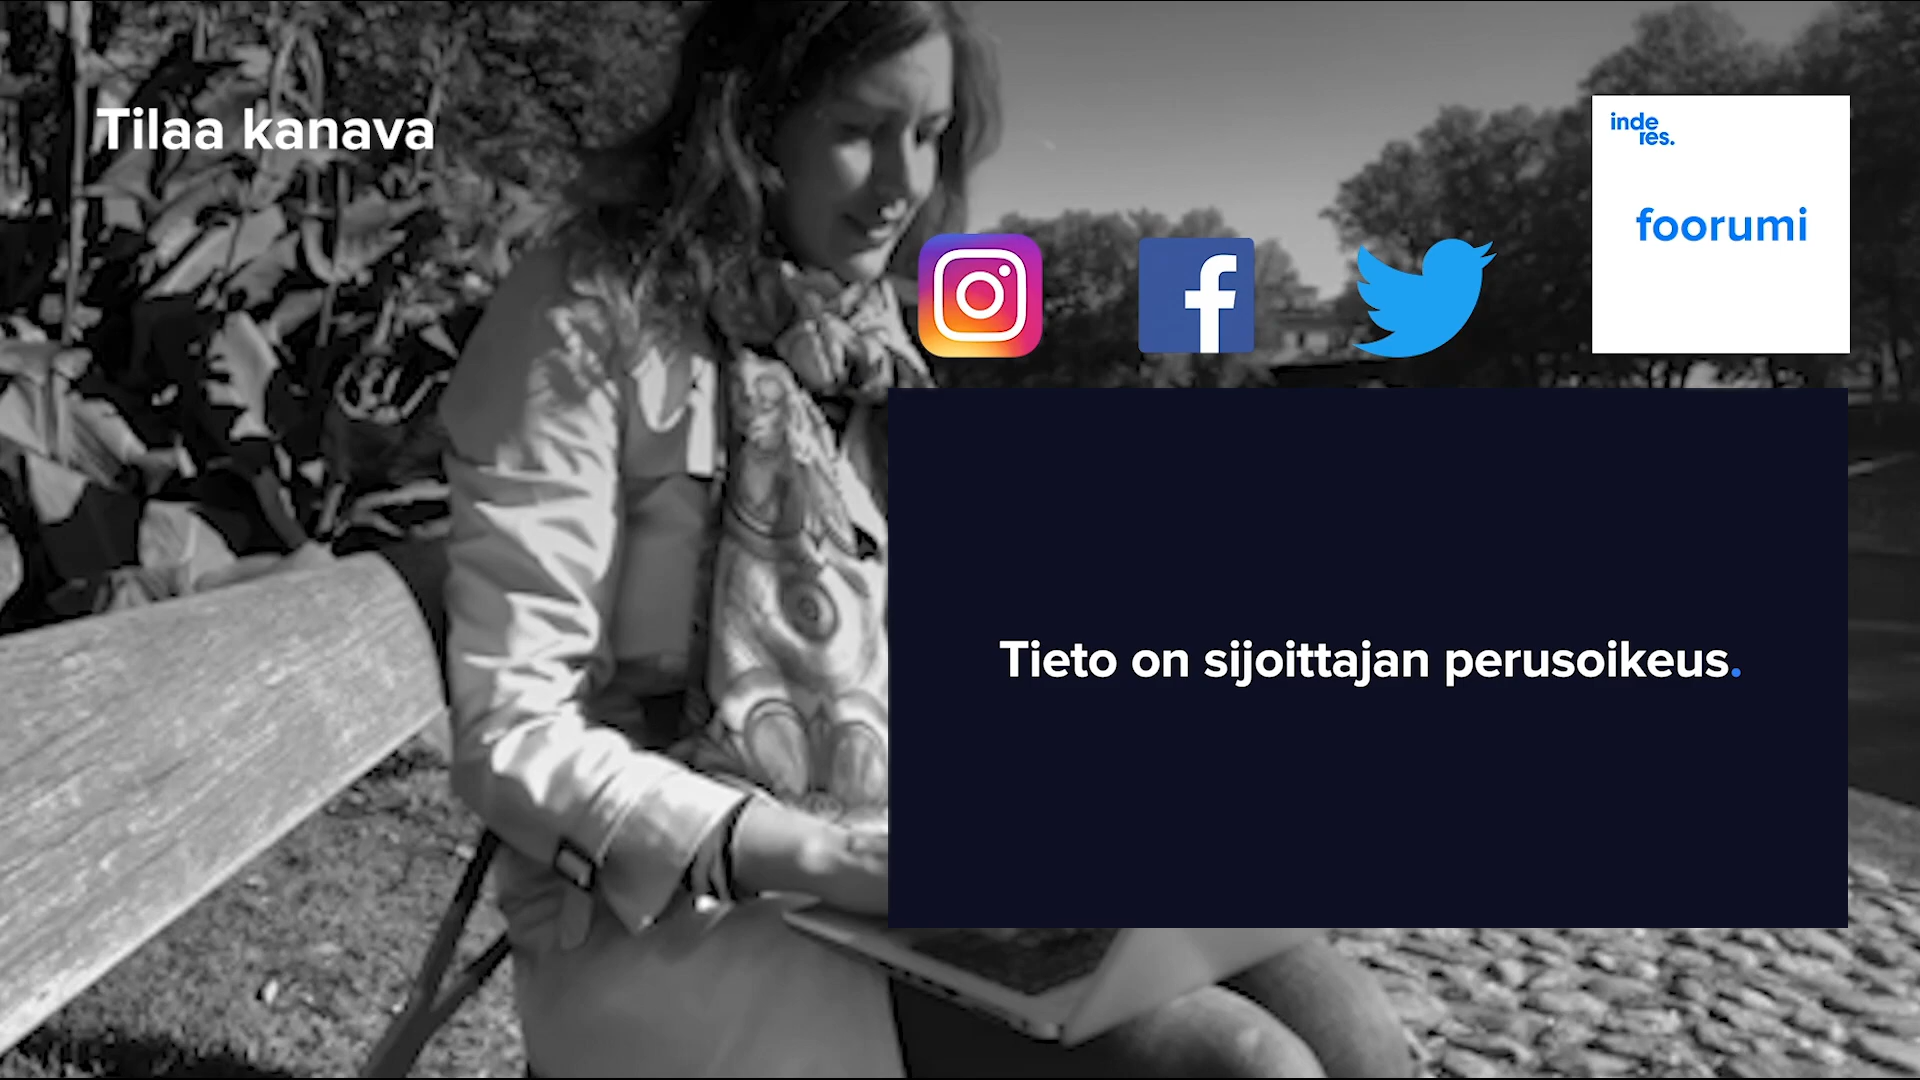 Tilaa kanava
inde
res.
foorumi
Tieto on sijoittajan perusoikeus.